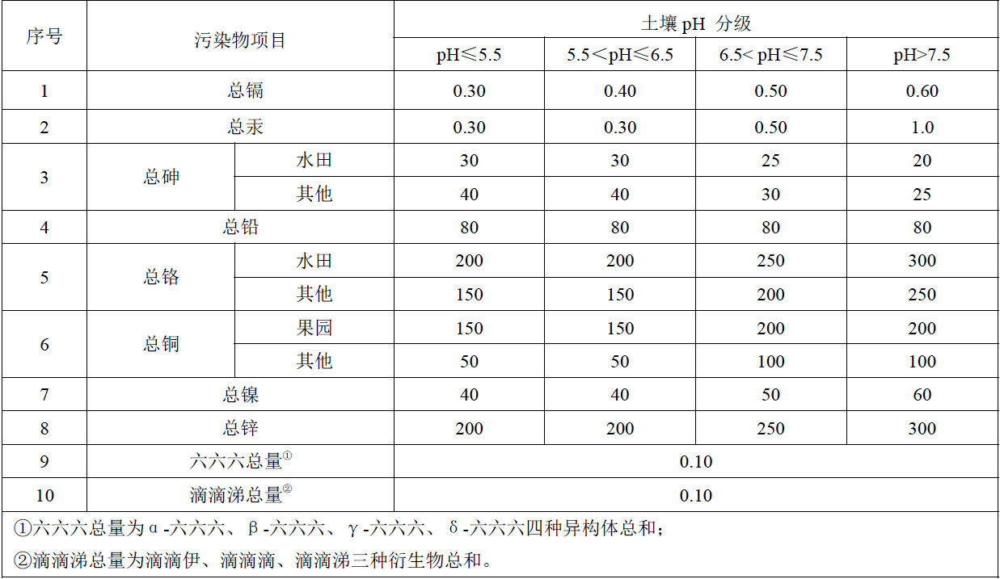 序号 污染物项目 土壤pH 分级
pH≤5.5 5.5＜pH≤6.5 6.5< pH≤7.5 pH>7.5
1 总镉 0.30 0.40 0.50 0.60
2 总汞 0.30 0.30 0.50 1.0
3 总砷 水田 30 30 25 20
其他 40 40 30 25
4 总铅 80 80 80 80
5 总铬 水田 200 200 250 300
其他 150 150 200 250
6 总铜 果园 150 150 200 200
其他 50 50 100 100
7 总镍 40 40 50 60
8 总锌 200 200 250 300
9 六六六总量① 0.10
10 滴滴涕总量② 0.10
①六六六总量为α-六六六、β-六六六、γ-六六六、δ-六六六四种异构体总和；
②滴滴涕总量为滴滴伊、滴滴滴、滴滴涕三种衍生物总和。